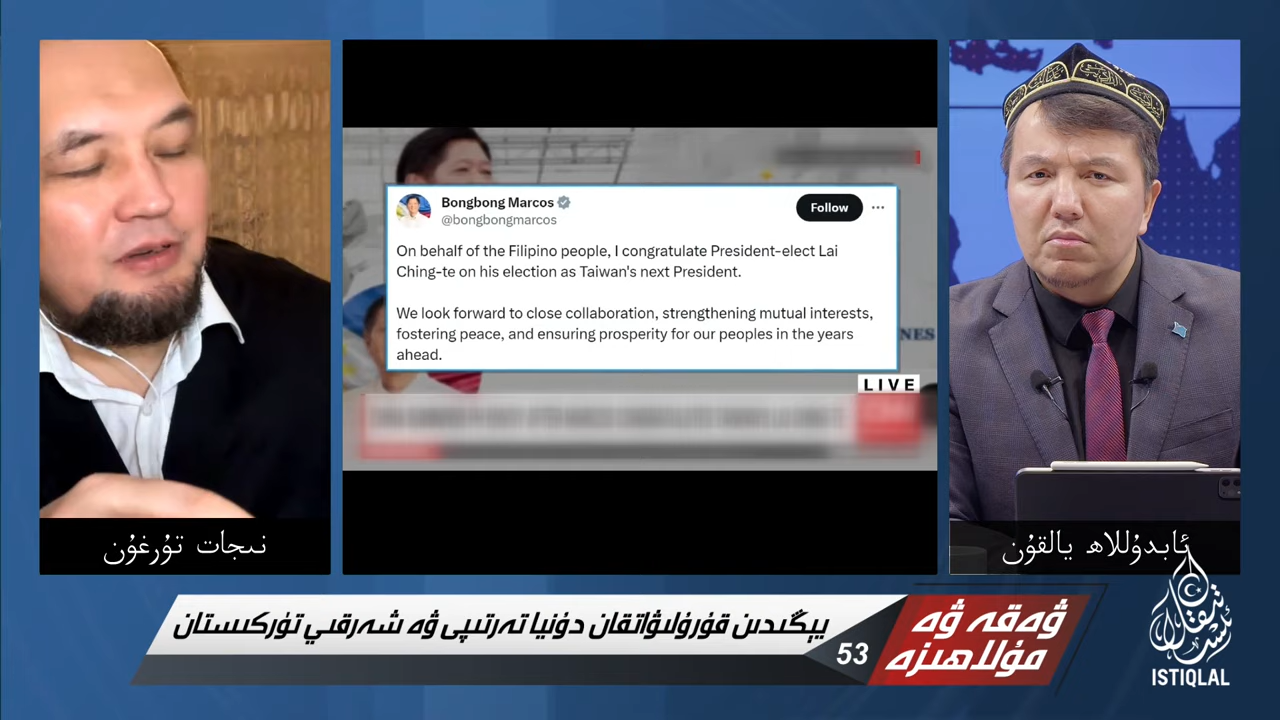 Bongbong Marcos
@bongbongmarcos
Follow
On behalf of the Filipino people, I congratulate President-elect Lai
Ching-te on his election as Taiwan's next President.
We look forward to close collaboration, strengthening mutual interests,
fostering peace, and ensuring prosperity for our peoples in the years
ahead.
NES
LIVE
نىجات تۇرغۇن
ئابدۇللاھ يالقۇن
ۋەقە ۋە
مۇلاھىزە
53
يېڭىدىن قۇرۇلىۋاتقان دۇنيا تەرتىپى ۋە شەرقىي تۈركىستان
ئىستىقلال
ISTIQLAL